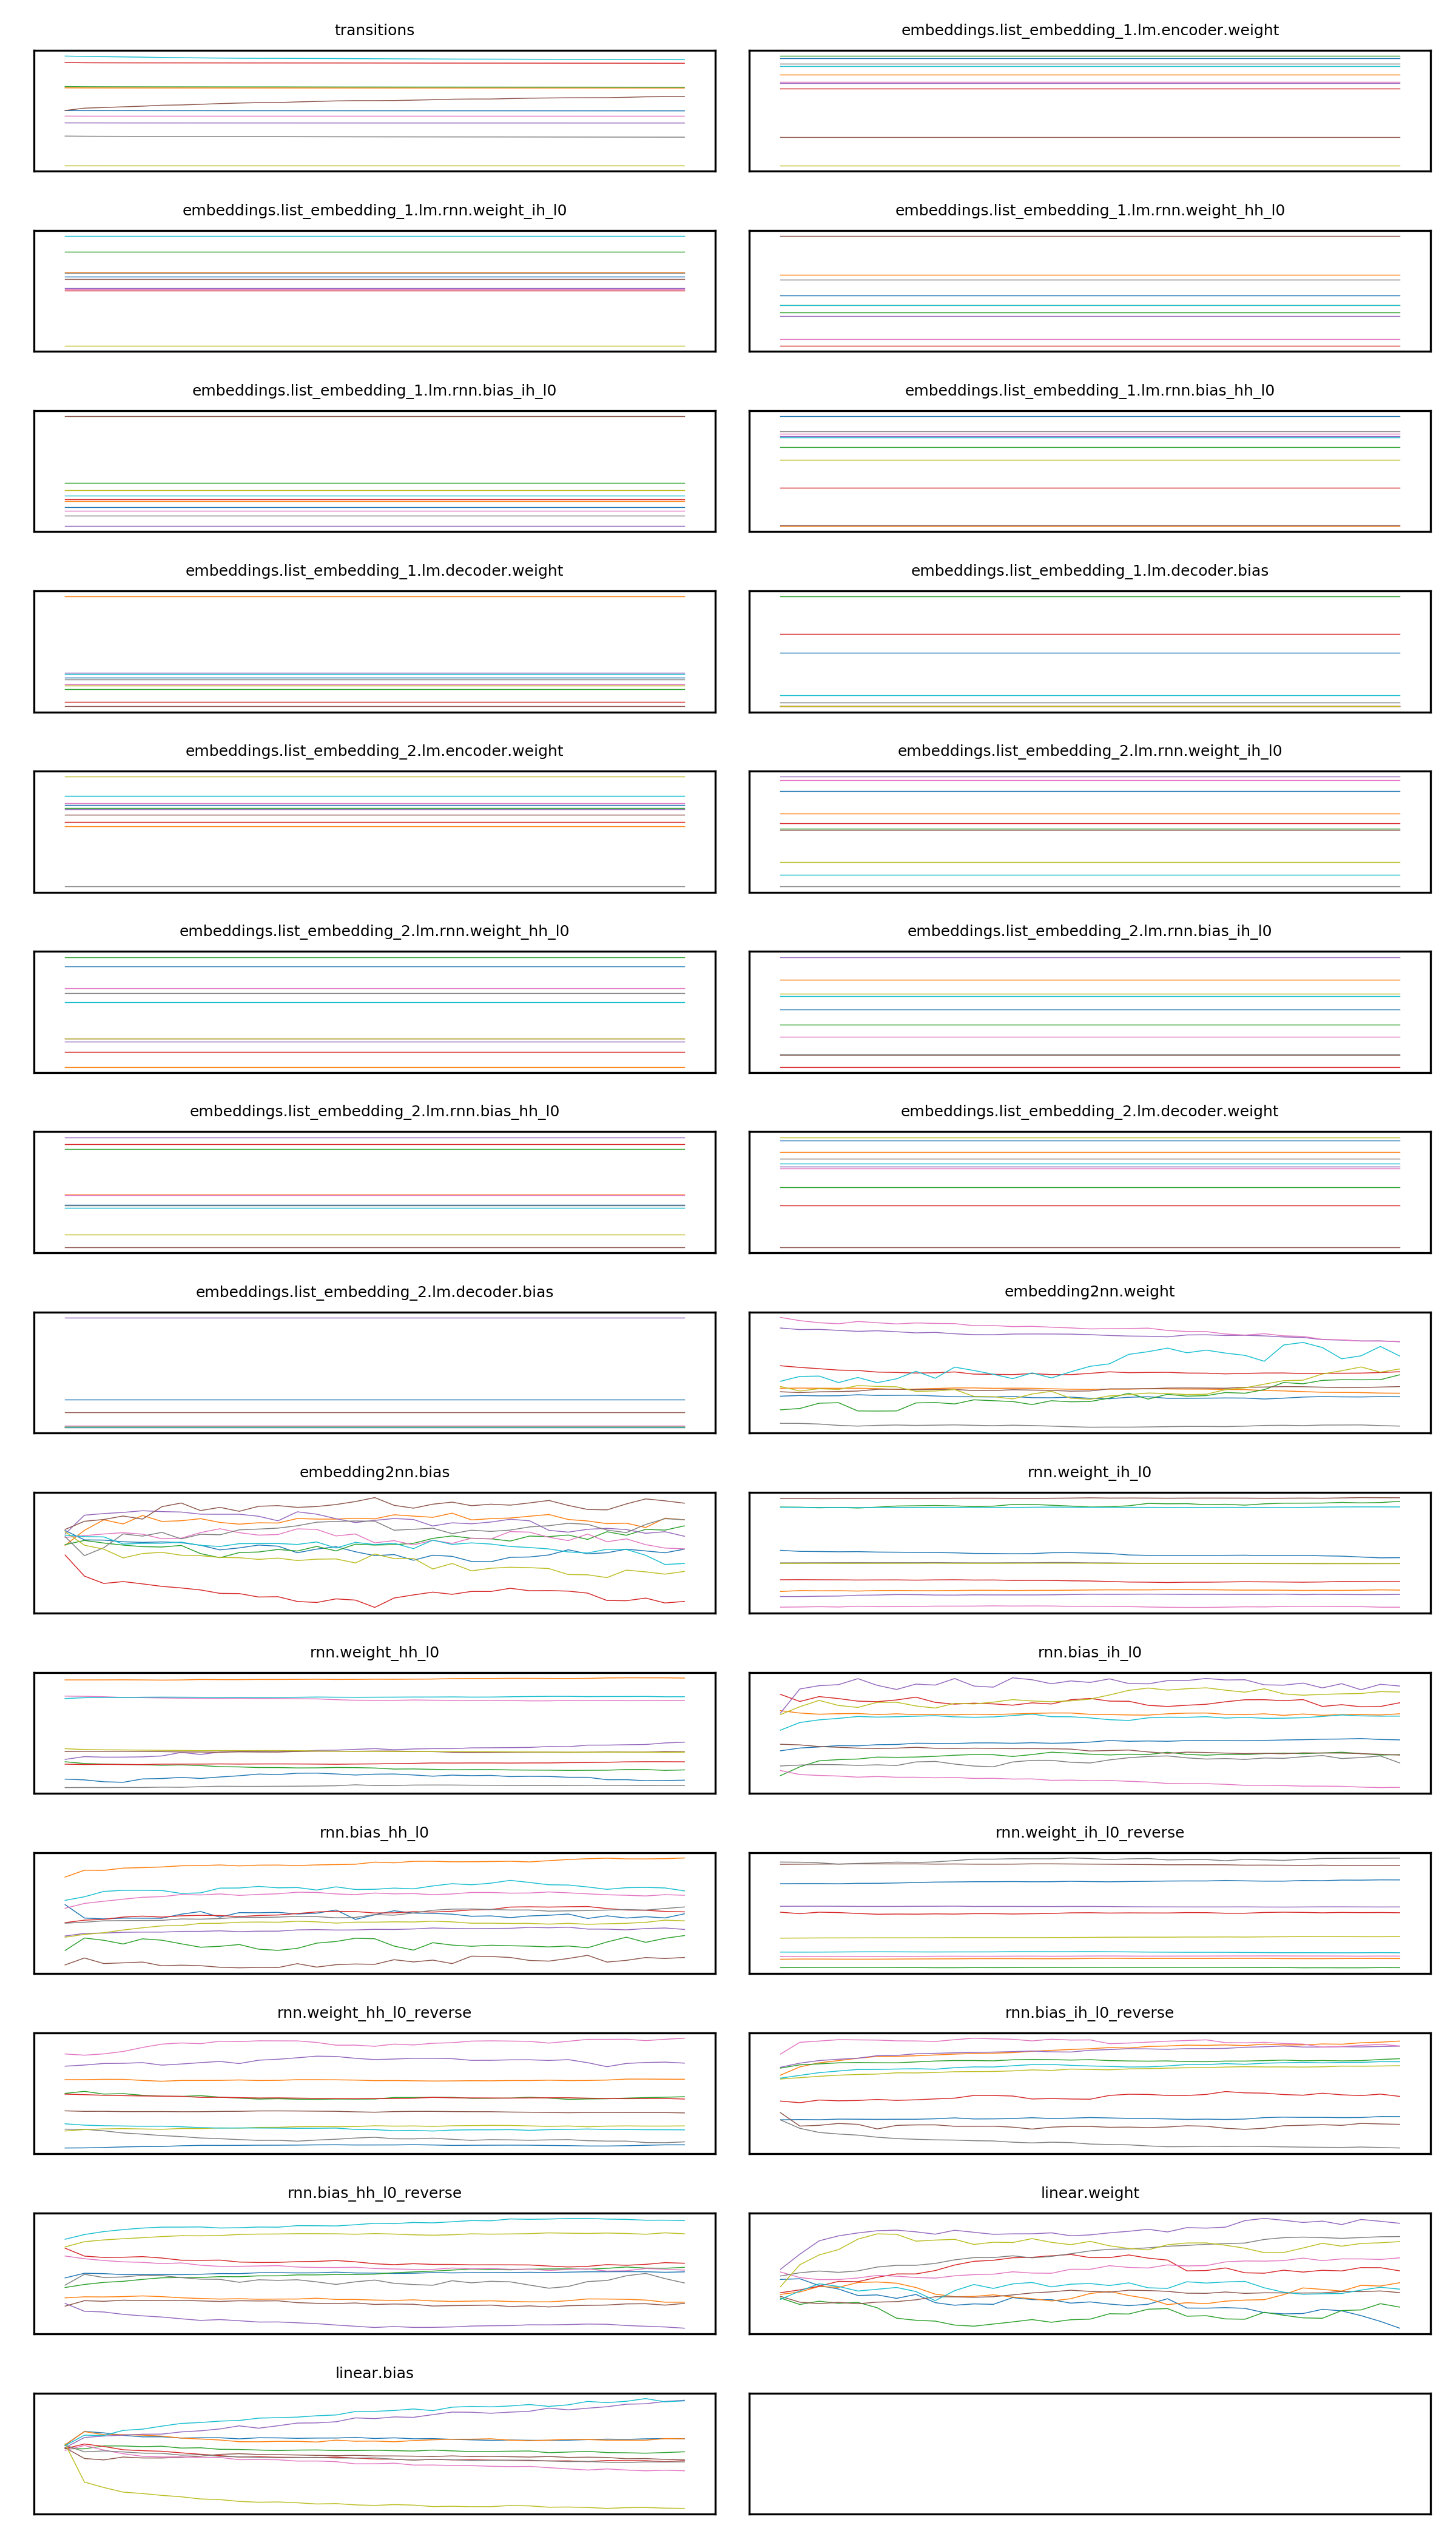 transitions
embeddings.list_embedding_1.lm.encoder.weight
embeddings.list_embedding_1.lm.rnn.weight_ih_l0
embeddings.list_embedding_1.lm.rnn.weight_hh_l0
embeddings.list_embedding_1.lm.rnn.bias_ih_l0
embeddings.list_embedding_1.lm.rnn.bias_hh_l0
embeddings.list_embedding_1.lm.decoder.weight
embeddings.list_embedding_1.lm.decoder.bias
embeddings.list_embedding_2.lm.encoder.weight
embeddings.list_embedding_2.lm.rnn.weight_ih_l0
embeddings.list_embedding_2.lm.rnn.weight_hh_l0
embeddings.list_embedding_2.lm.rnn.bias_ih_l0
embeddings.list_embedding_2.lm.rnn.bias_hh_l0
embeddings.list_embedding_2.lm.decoder.weight
embeddings.list_embedding_2.lm.decoder.bias
embedding2nn.weight
embedding2nn.bias
rnn.weight_ih_l0
rnn.weight_hh_l0
rnn.bias_ih_l0
rnn.bias_hh_l0
rnn.weight_ih_l0_reverse
rnn.weight_hh_l0_reverse
rnn.bias_ih_l0_reverse
rnn.bias_hh_l0_reverse
linear.weight
linear.bias